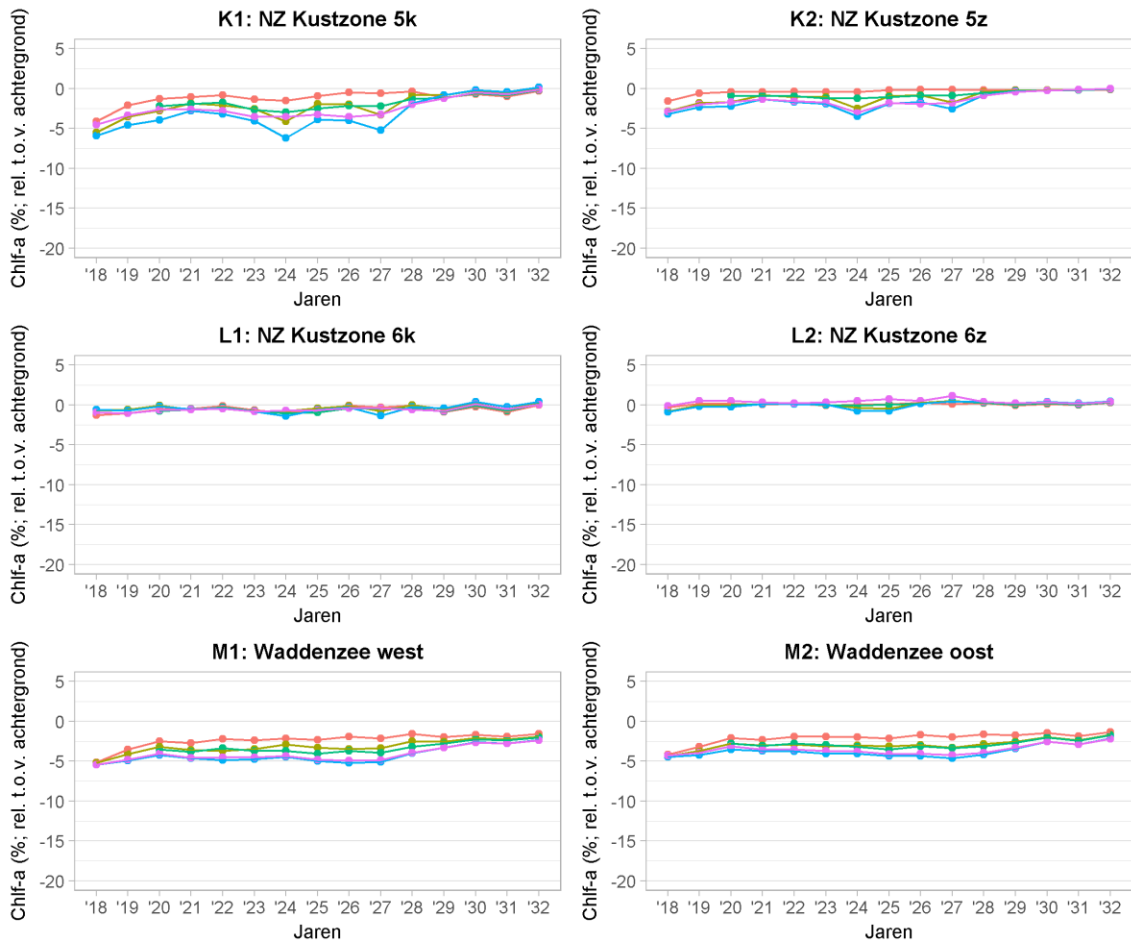 K1: NZ Kustzone 5k
Chlf-a (%; rel. t.o.v. achtergrond)
5
0
-5
-10
-15
-20
'18 '19 '20 '21 '22 '23 '24 '25 '26 '27 '28 '29 '30 '31 '32
Jaren
K2: NZ Kustzone 5z
Chlf-a (%; rel. t.o.v. achtergrond)
5
0
-5
-10
-15
-20
'18 '19 '20 '21 '22 '23 '24 '25 '26 '27 '28 '29 '30 '31 '32
Jaren
L1: NZ Kustzone 6k
Chlf-a (%; rel. t.o.v. achtergrond)
5
0
-5
-10
-15
-20
'18 '19 '20 '21 '22 '23 '24 '25 '26 '27 '28 '29 '30 '31 '32
Jaren
L2: NZ Kustzone 6z
Chlf-a (%; rel. t.o.v. achtergrond)
5
0
-5
-10
-15
-20
'18 '19 '20 '21 '22 '23 '24 '25 '26 '27 '28 '29 '30 '31 '32
Jaren
M1: Waddenzee west
Chlf-a (%; rel. t.o.v. achtergrond)
5
0
-5
-10
-15
-20
'18 '19 '20 '21 '22 '23 '24 '25 '26 '27 '28 '29 '30 '31 '32
Jaren
M2: Waddenzee oost
Chlf-a (%; rel. t.o.v. achtergrond)
5
0
-5
-10
-15
-20
'18 '19 '20 '21 '22 '23 '24 '25 '26 '27 '28 '29 '30 '31 '32
Jaren